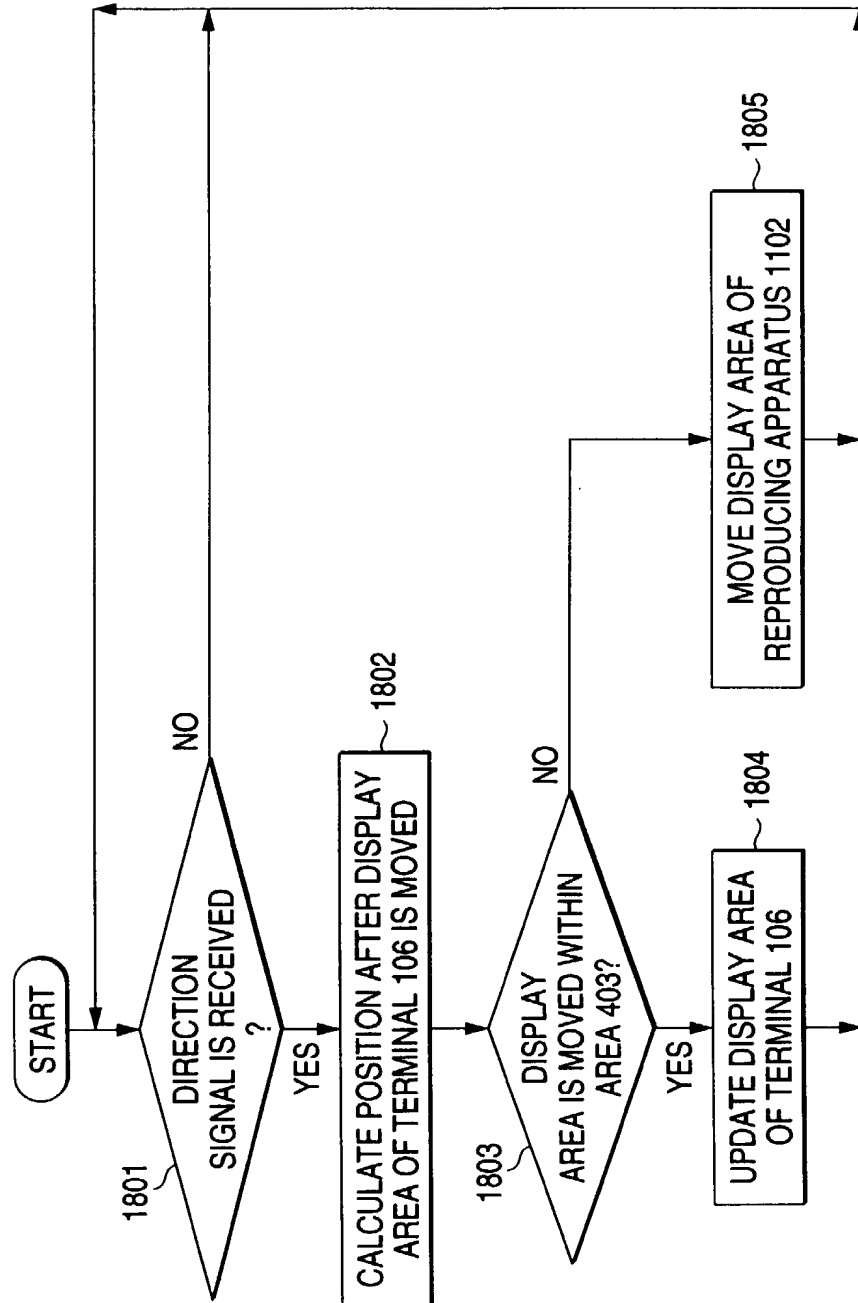 START
1801
DIRECTION
SIGNAL IS RECEIVED
?
NO
YES
1802
CALCULATE POSITION AFTER DISPLAY
AREA OF TERMINAL 106 IS MOVED
1803
DISPLAY
AREA IS MOVED WITHIN
AREA 403?
NO
YES
1804
UPDATE DISPLAY AREA
OF TERMINAL 106
1805
MOVE DISPLAY AREA OF
REPRODUCING APPARATUS 1102